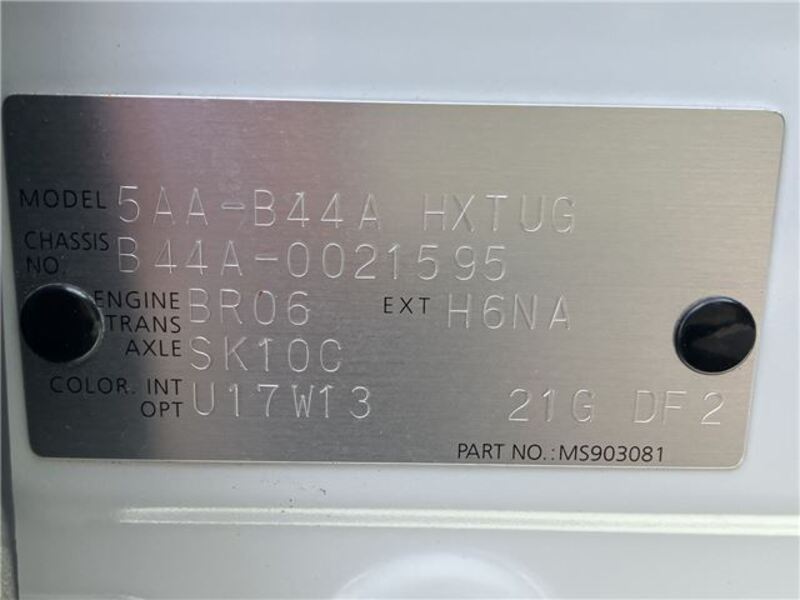 MODEL 5AA-B44A HXTUG
CHASSIS NO. B44A-0021595
ENGINE BR06 EXT H6NA
TRANS AXLE SK10C
COLOR. INT
OPT U17W13 21G DF2
PART NO.:MS903081